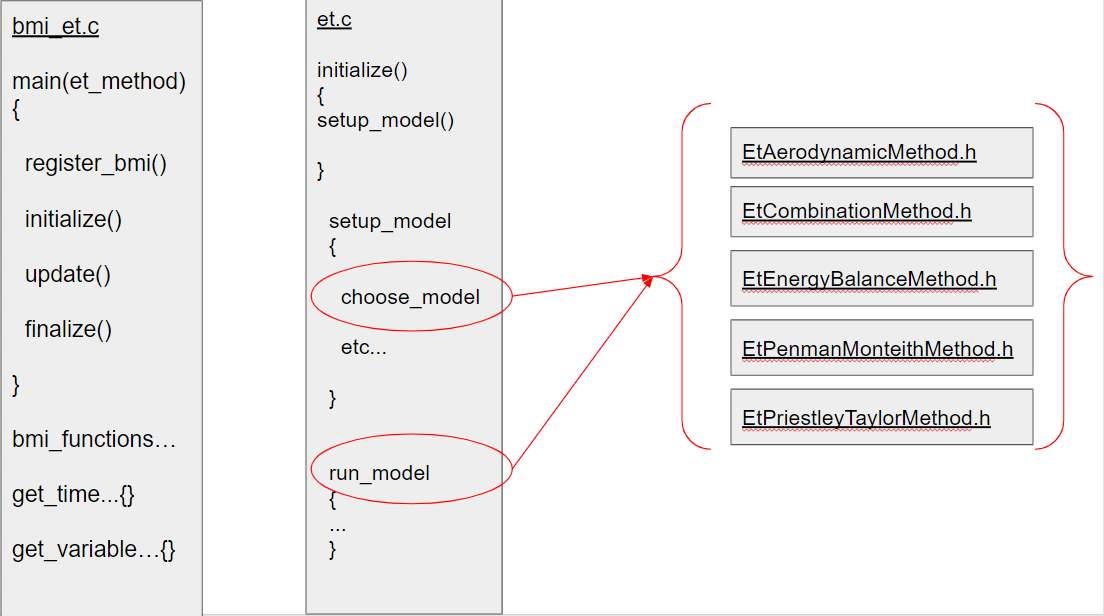 bmi_et.c
main(et_method)
{
register_bmi()
initialize()
update()
finalize()
}
bmi_functions…
get_time...{}
get_variable…{}
et.c
initialize()
{
setup_model()
}
setup_model
{
choose_model
etc...
}
run_model
{
...
}
EtAerodynamicMethod.h
EtCombinationMethod.h
EtEnergyBalanceMethod.h
EtPenmanMonteithMethod.h
EtPriestleyTaylorMethod.h